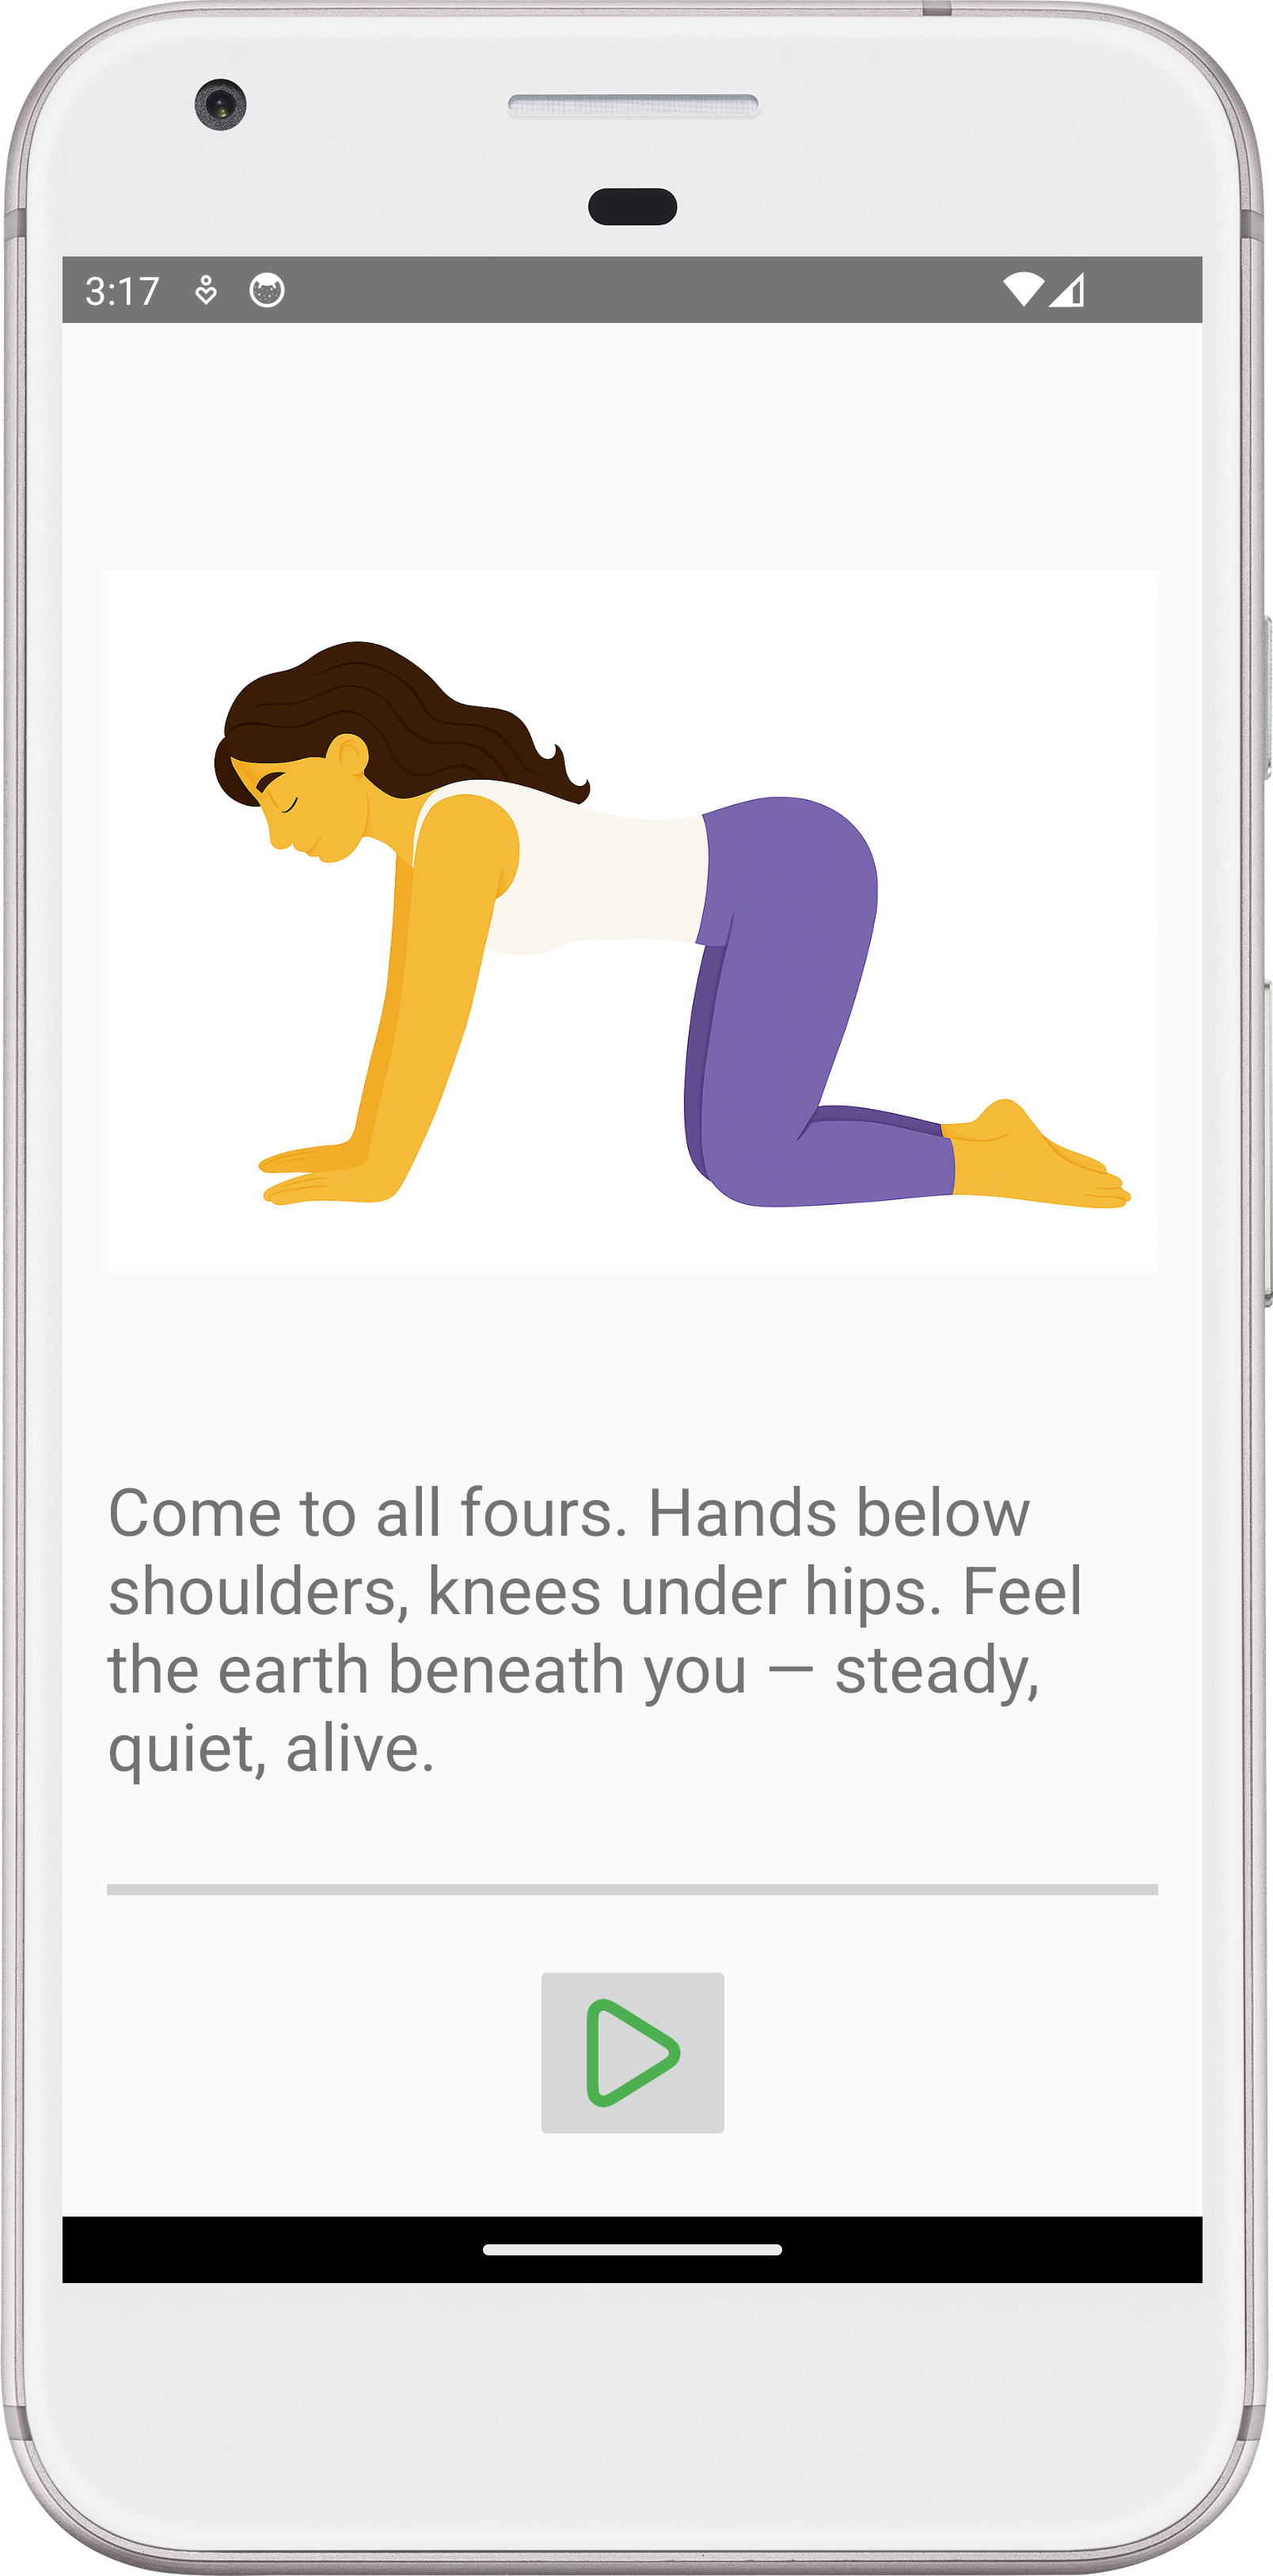 3:17
Come to all fours. Hands below
shoulders, knees under hips. Feel
the earth beneath you — steady,
quiet, alive.